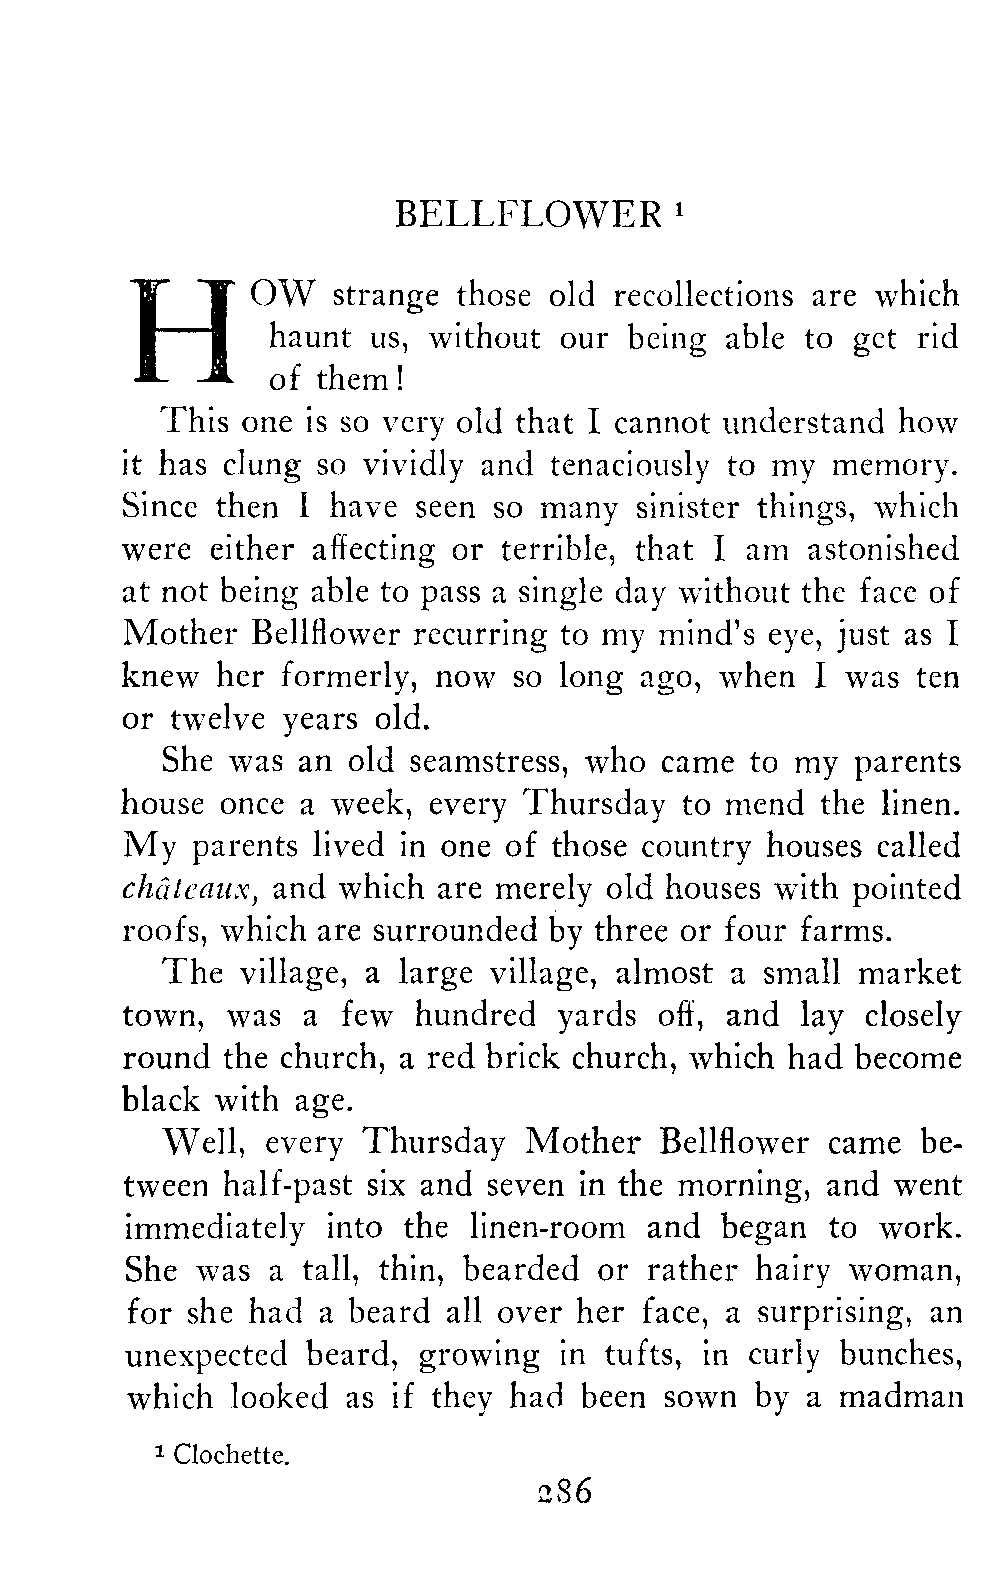 BELLFLOWER ¹
HOW strange those old recollections are which
haunt us, without our being able to get rid
of them!
This one is so very old that I cannot understand how
it has clung so vividly and tenaciously to my memory.
Since then I have seen so many sinister things, which
were either affecting or terrible, that I am astonished
at not being able to pass a single day without the face of
Mother Bellflower recurring to my mind's eye, just as I
knew her formerly, now so long ago, when I was ten
or twelve years old.
She was an old seamstress, who came to my parents
house once a week, every Thursday to mend the linen.
My parents lived in one of those country houses called
châteaux, and which are merely old houses with pointed
roofs, which are surrounded by three or four farms.
The village, a large village, almost a small market
town, was a few hundred yards off, and lay closely
round the church, a red brick church, which had become
black with age.
Well, every Thursday Mother Bellflower came be-
tween half-past six and seven in the morning, and went
immediately into the linen-room and began to work.
She was a tall, thin, bearded or rather hairy woman,
for she had a beard all over her face, a surprising, an
unexpected beard, growing in tufts, in curly bunches,
which looked as if they had been sown by a madman
¹ Clochette.
286